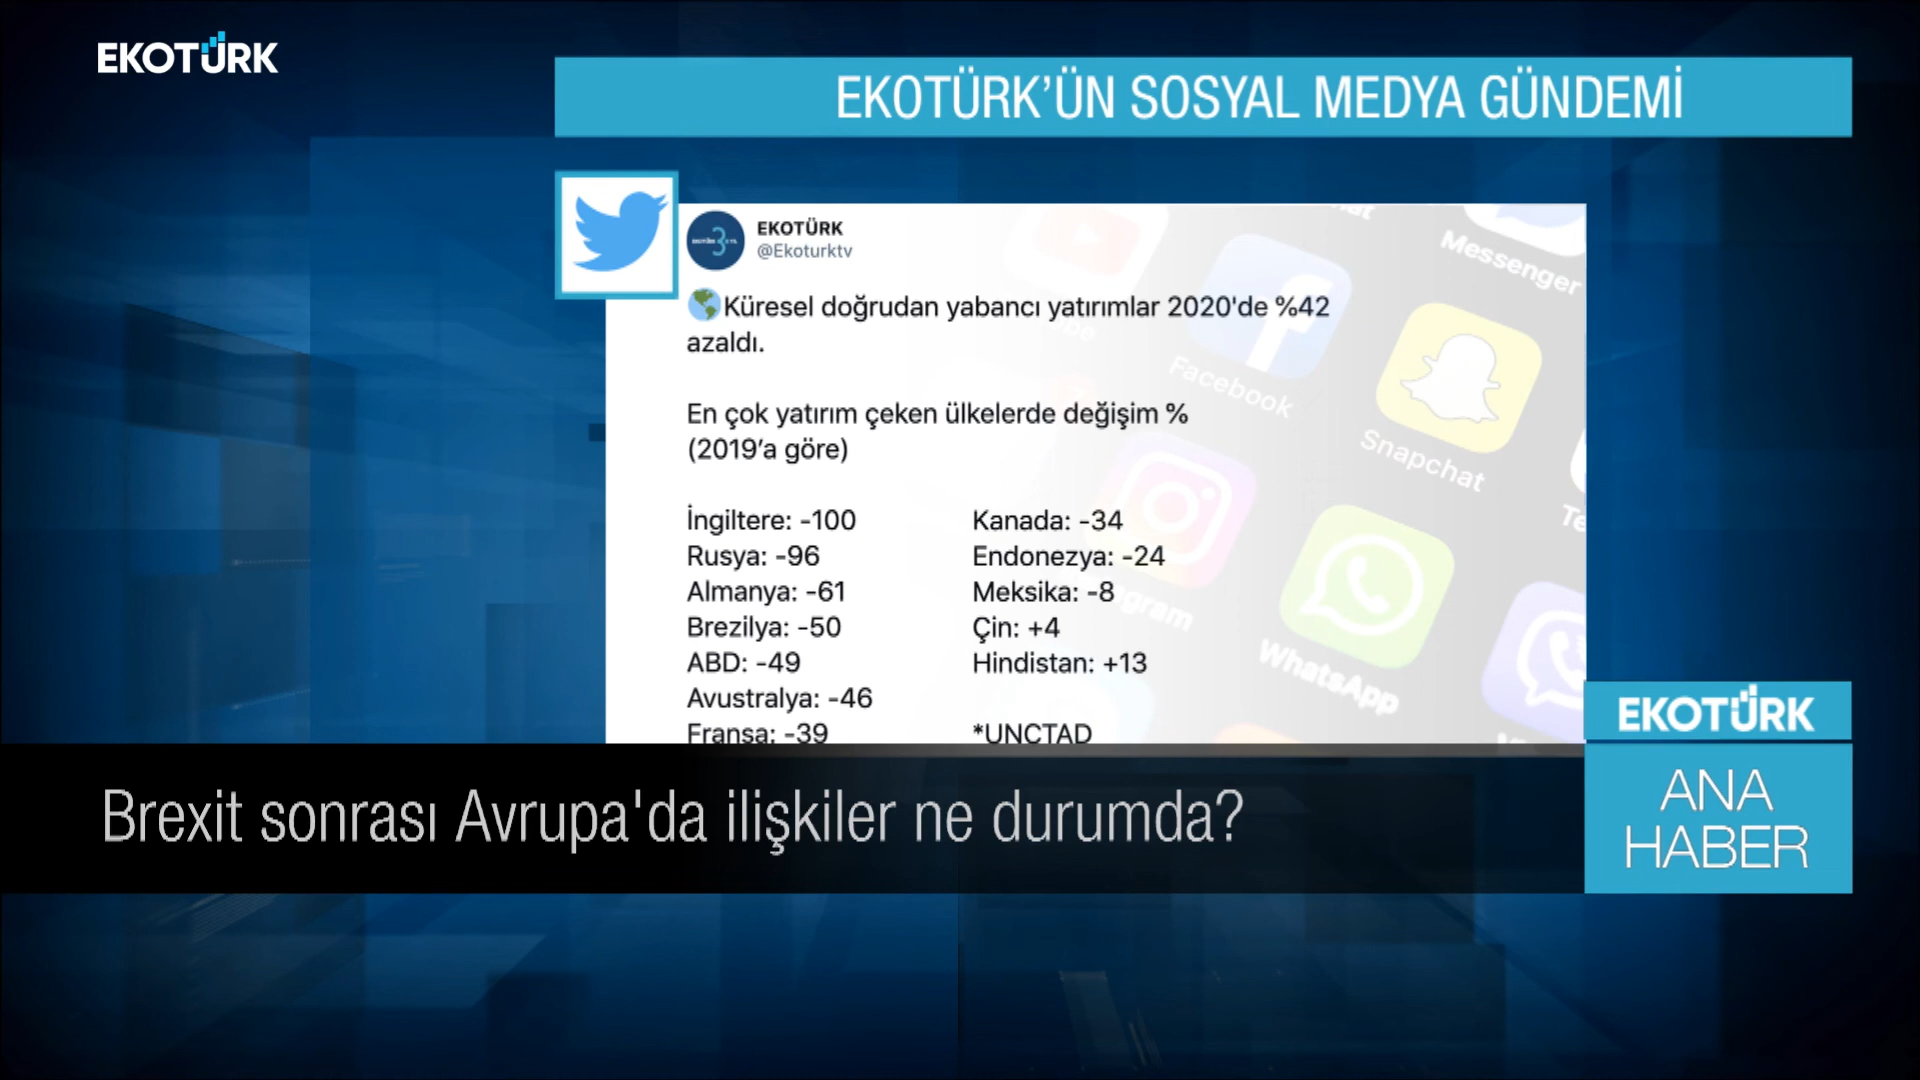 EKOTÜRK
EKOTÜRK'ÜN SOSYAL MEDYA GÜNDEMİ
EKOTÜRK
@Ekoturktv
Küresel doğrudan yabancı yatırımlar 2020'de %42
azaldı.
En çok yatırım çeken ülkelerde değişim %
(2019’a göre)
İngiltere: -100
Rusya: -96
Almanya: -61
Brezilya: -50
ABD: -49
Avustralya: -46
Fransa: -39
Kanada: -34
Endonezya: -24
Meksika: -8
Çin: +4
Hindistan: +13
*UNCTAD
Messenger
Facebook
Snapchat
WhatsApp
EKOTÜRK
ANA
HABER
Brexit sonrası Avrupa'da ilişkiler ne durumda?